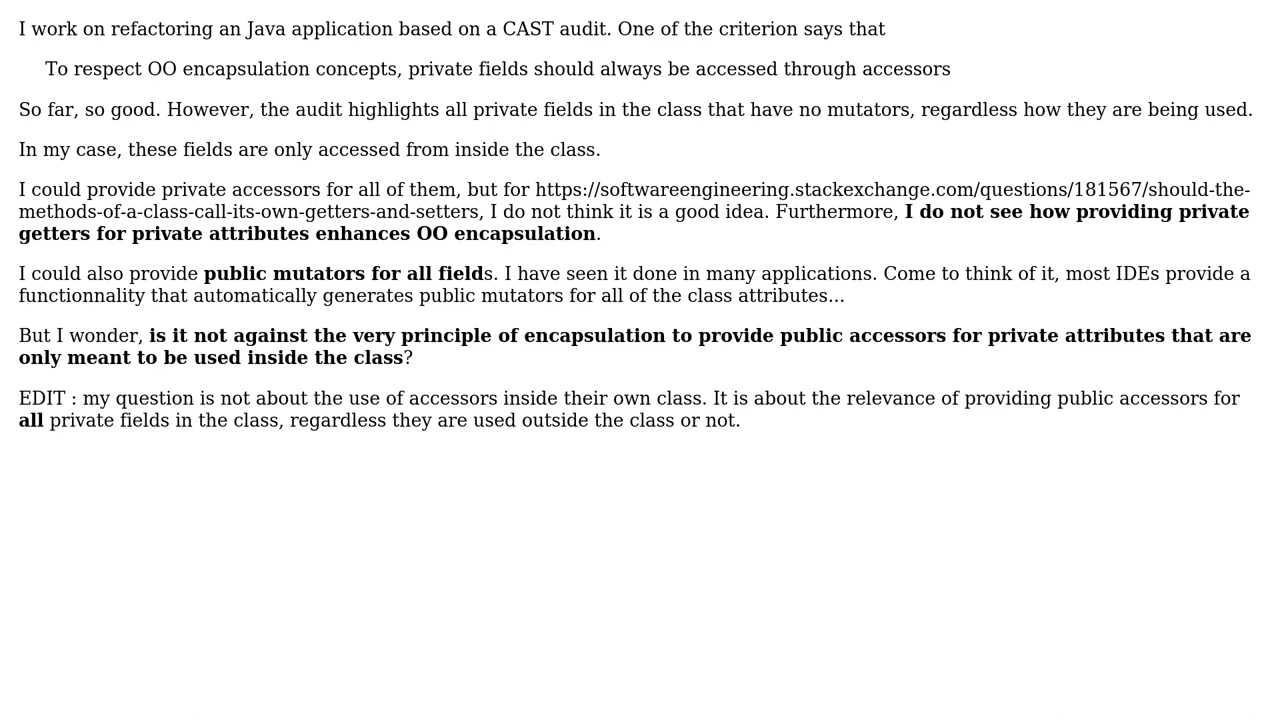 I work on refactoring an Java application based on a CAST audit. One of the criterion says that
To respect OO encapsulation concepts, private fields should always be accessed through accessors
So far, so good. However, the audit highlights all private fields in the class that have no mutators, regardless how they are being used.
In my case, these fields are only accessed from inside the class.
I could provide private accessors for all of them, but for https://softwareengineering.stackexchange.com/questions/181567/should-the-
methods-of-a-class-call-its-own-getters-and-setters, I do not think it is a good idea. Furthermore, I do not see how providing private
getters for private attributes enhances OO encapsulation.
I could also provide public mutators for all fields. I have seen it done in many applications. Come to think of it, most IDEs provide a
functionnality that automatically generates public mutators for all of the class attributes...
But I wonder, is it not against the very principle of encapsulation to provide public accessors for private attributes that are
only meant to be used inside the class?
EDIT : my question is not about the use of accessors inside their own class. It is about the relevance of providing public accessors for
all private fields in the class, regardless they are used outside the class or not.